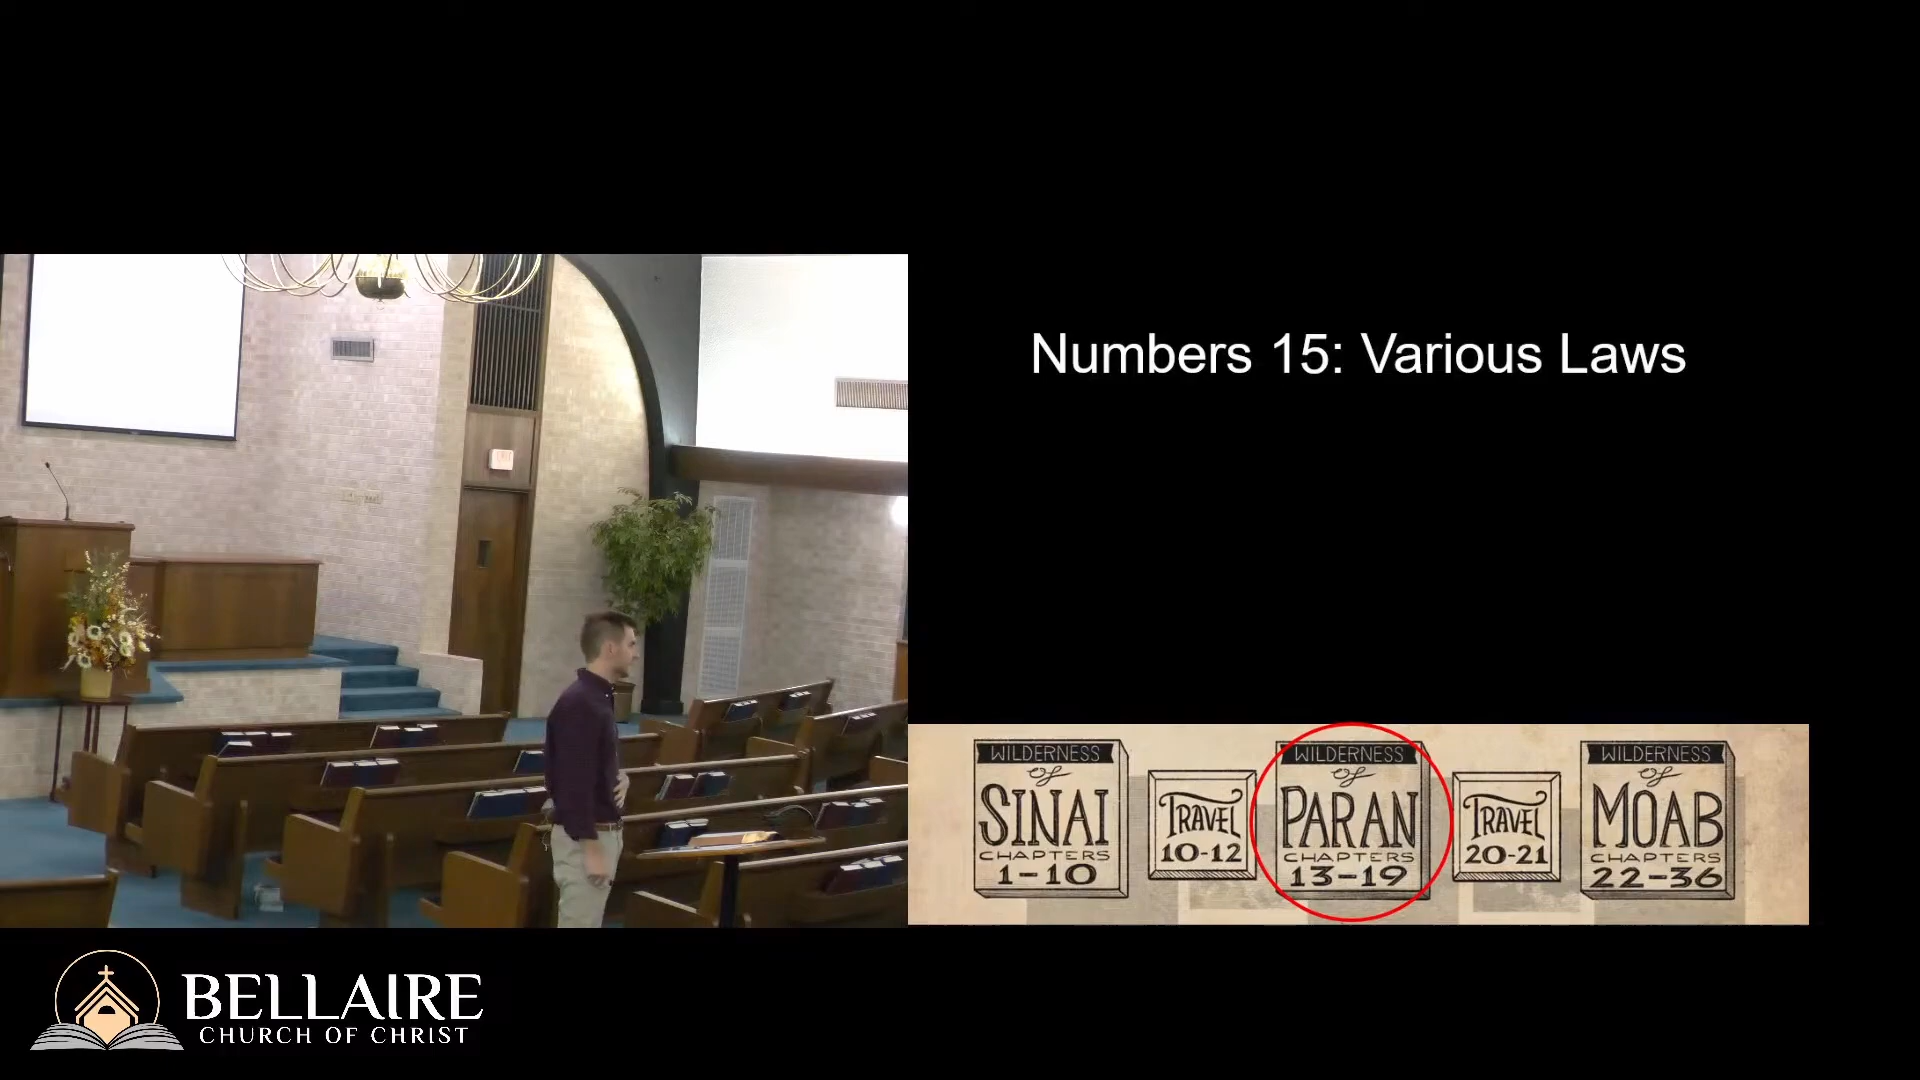 Numbers 15: Various Laws
WILDERNESS
of
SINAI
CHAPTERS
1-10
TRAVEL
10-12
WILDERNESS
of
PARAN
CHAPTERS
13-19
TRAVEL
20-21
WILDERNESS
of
MOAB
CHAPTERS
22-36
BELLAIRE
CHURCH OF CHRIST